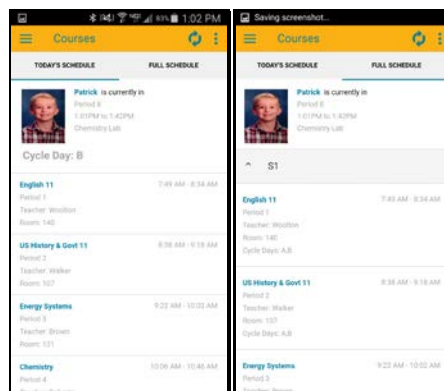 1:02 PM
Courses
TODAY'S SCHEDULE
FULL SCHEDULE
Patrick is currently in
Period 8
1:01PM to 1:42PM
Chemistry Lab
Cycle Day: B
English 11
7:49 AM - 8:34 AM
Period 1
Teacher: Woolton
Room: 140
US History & Govt 11
8:38 AM - 9:18 AM
Period 2
Teacher: Walker
Room: 107
Energy Systems
9:22 AM - 10:02 AM
Period 3
Teacher: Brown
Room: 131
Chemistry
10:06 AM - 10:46 AM
Period 4
Saving screenshot...
Courses
TODAY'S SCHEDULE
FULL SCHEDULE
Patrick is currently in
Period 8
1:01PM to 1:42PM
Chemistry Lab
S1
English 11
7:49 AM - 8:34 AM
Period 1
Teacher: Woolton
Room: 140
Cycle Days: A,B
US History & Govt 11
8:38 AM - 9:18 AM
Period 2
Teacher: Walker
Cycle Days: A,B
Energy Systems
9:22 AM - 10:02 AM
Period 3